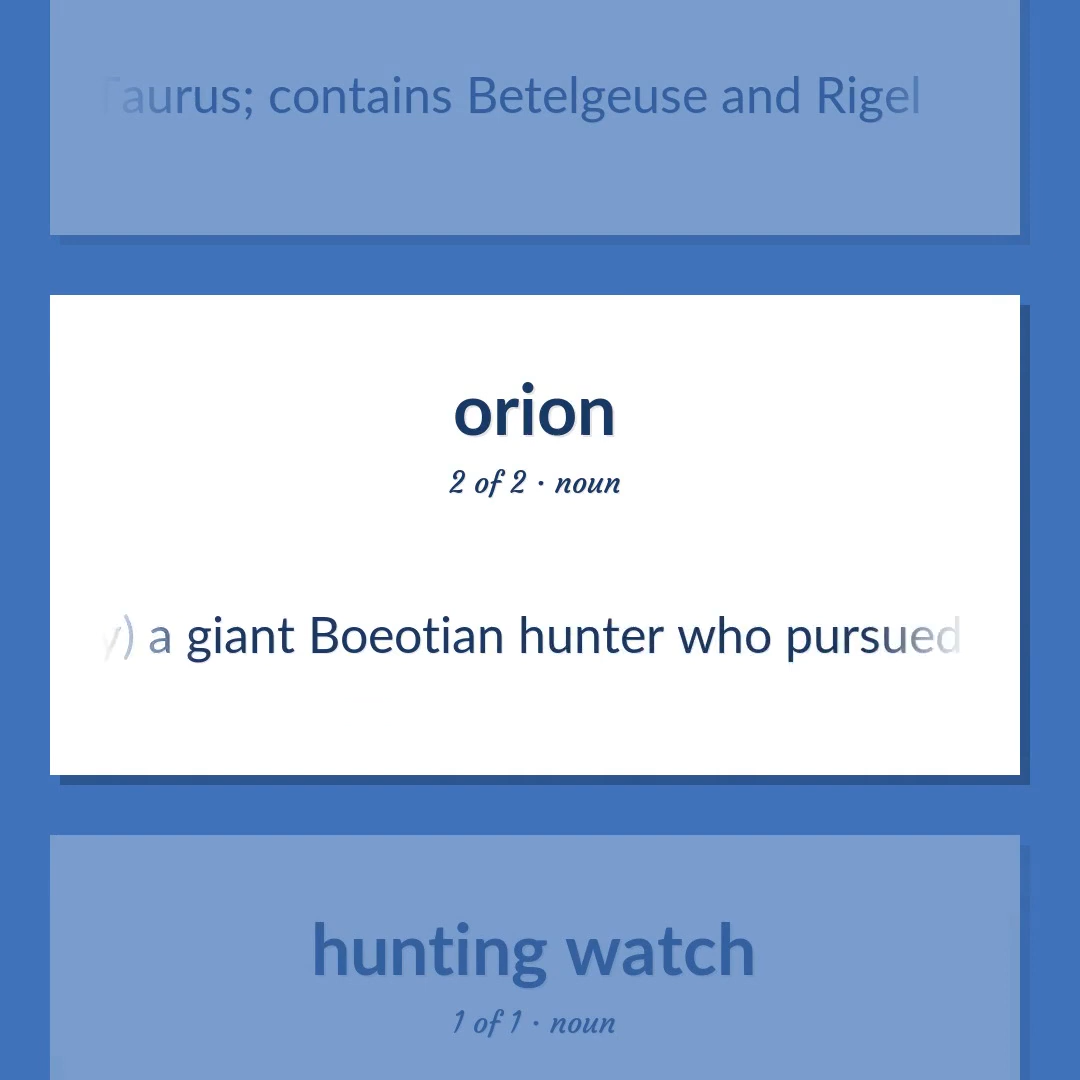 Taurus; contains Betelgeuse and Rigel
orion
2 of 2 · noun
y) a giant Boeotian hunter who pursued
hunting watch
1 of 1 · noun